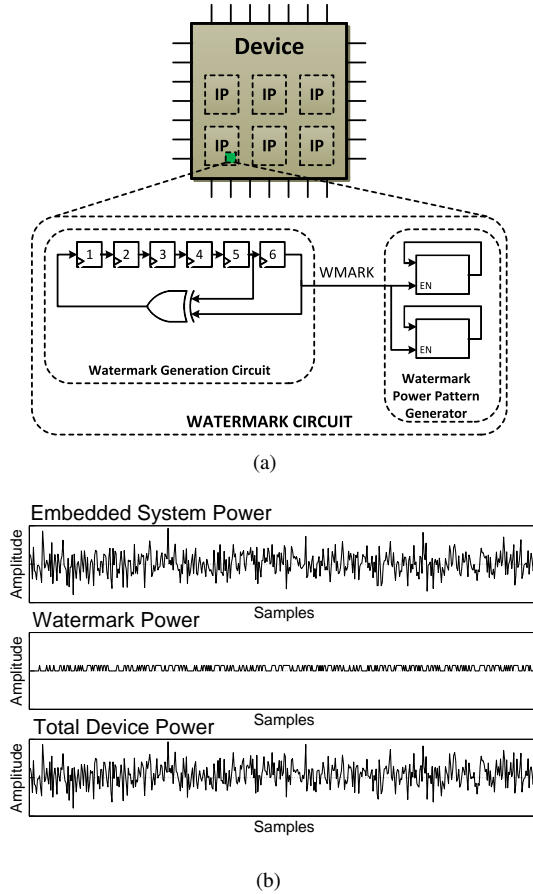 Device
IP IP IP
IP IP IP
1 2 3 4 5 6
WMARK
EN
EN
Watermark Generation Circuit
Watermark
Power Pattern
Generator
WATERMARK CIRCUIT
(a)
Embedded System Power
Amplitude
Samples
Watermark Power
Amplitude
Samples
Total Device Power
Amplitude
Samples
(b)